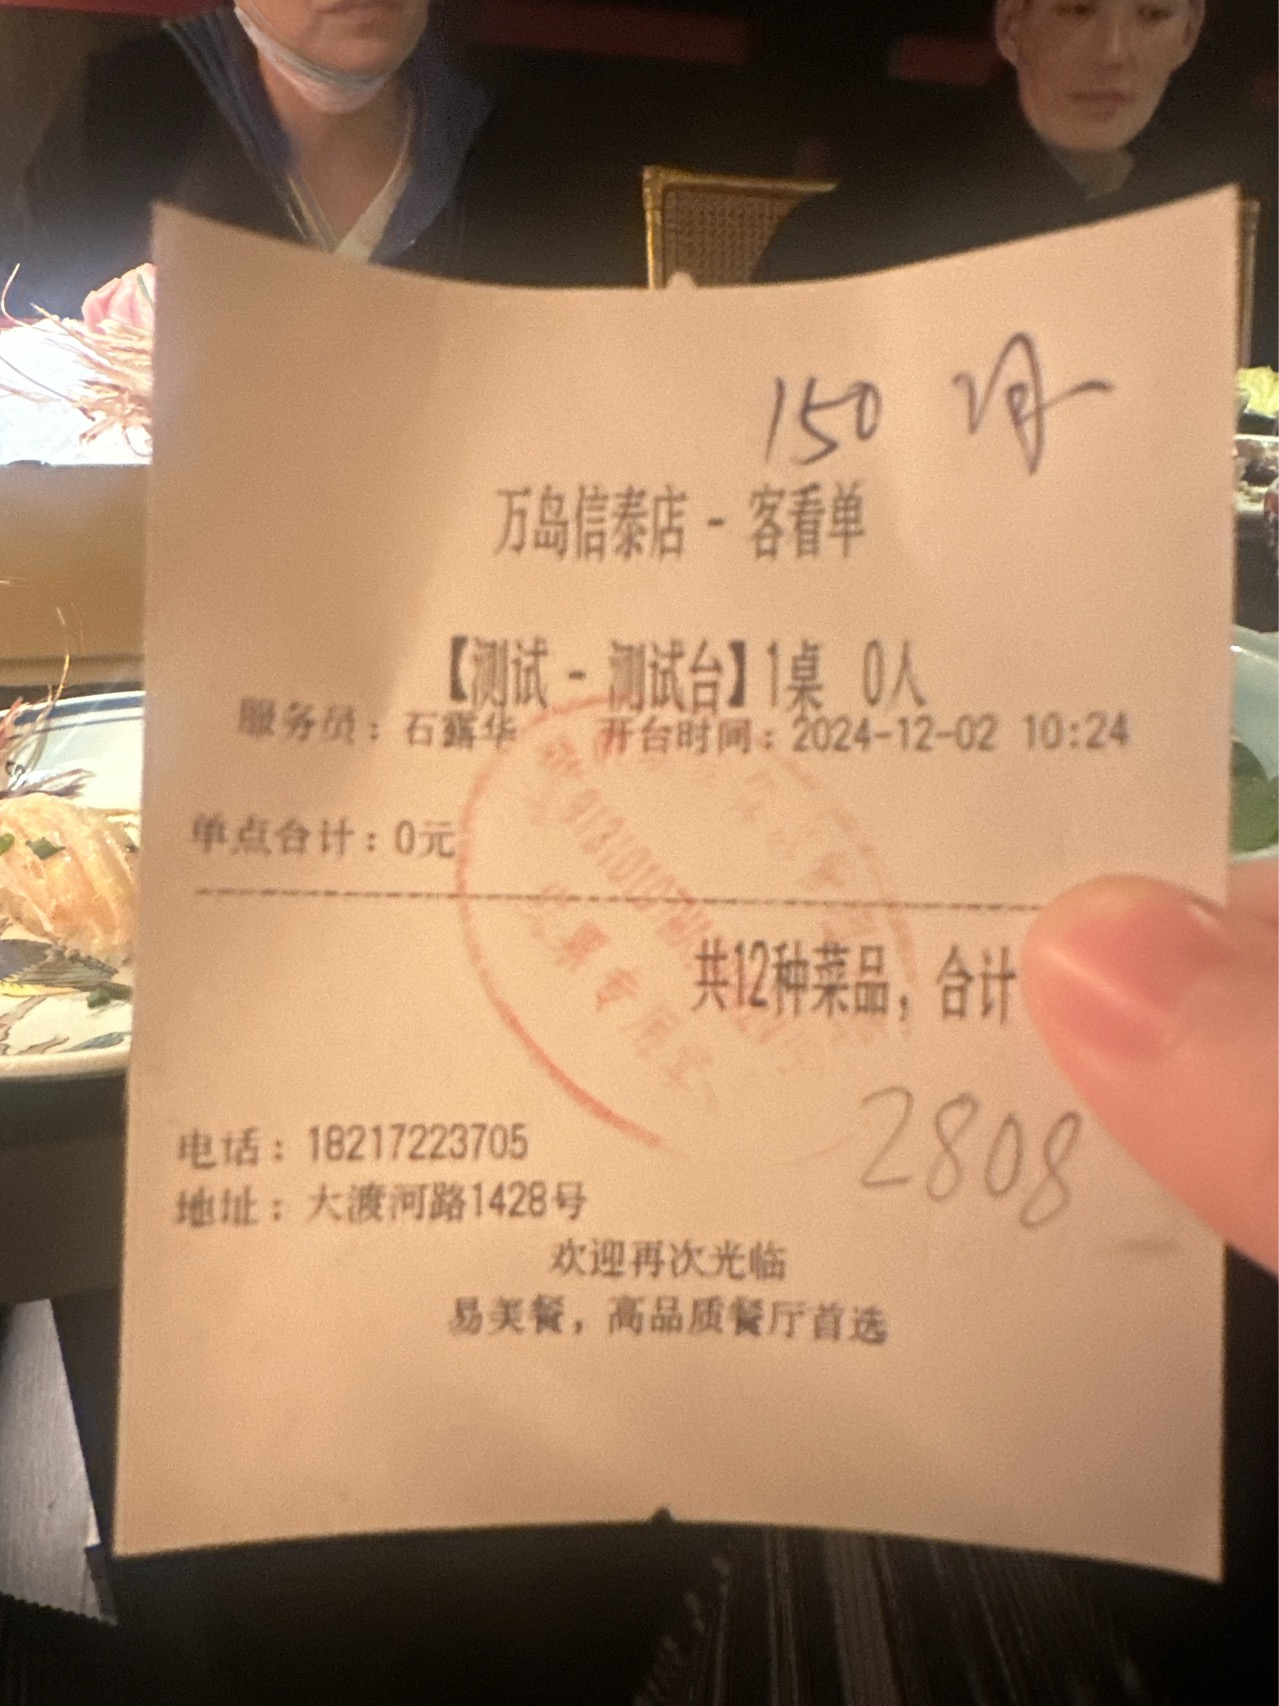 150
万岛信泰店 - 客看单
【测试 - 测试台】1桌 0人
服务员：石露华 开台时间：2024-12-02 10:24
单点合计：0元
共12种菜品，合计
2808
电话：18217223705
地址：大渡河路1428号
欢迎再次光临
易美餐，高品质餐厅首选